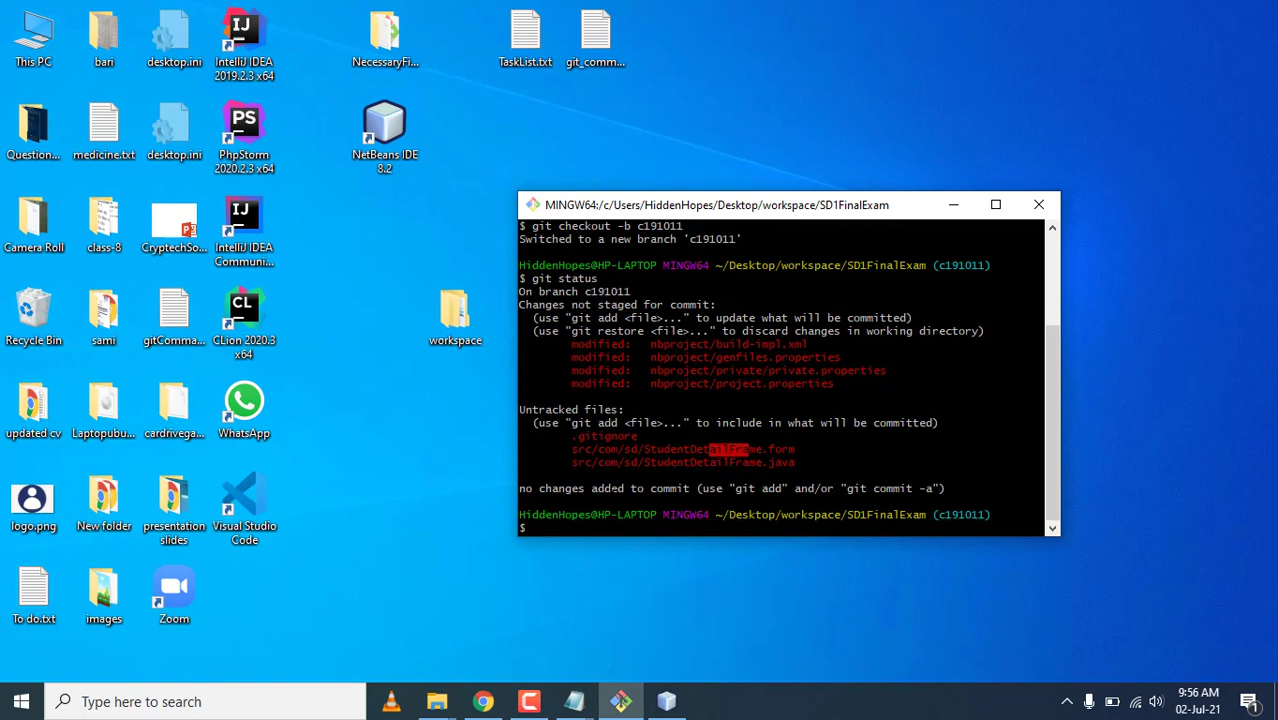 This PC
bari
desktop.ini
IntelliJ IDEA
2019.2.3 x64
NecessaryFi...
TaskList.txt
git_comm...
Question...
medicine.txt
desktop.ini
PS
PhpStorm
2020.2.3 x64
NetBeans IDE
8.2
Camera Roll
class-8
CryptechSo...
IJ
IntelliJ IDEA
Communi...
Recycle Bin
sami
gitComma...
CL
CLion 2020.3
x64
workspace
updated cv
Laptopubu...
cardrivega...
WhatsApp
logo.png
New folder
presentation
slides
Visual Studio
Code
To do.txt
images
Zoom
MINGW64:/c/Users/HiddenHopes/Desktop/workspace/SD1FinalExam
$ git checkout -b c191011
Switched to a new branch 'c191011'
HiddenHopes@HP-LAPTOP MINGW64 ~/Desktop/workspace/SD1FinalExam (c191011)
$ git status
On branch c191011
Changes not staged for commit:
(use "git add <file>..." to update what will be committed)
(use "git restore <file>..." to discard changes in working directory)
modified: nbproject/build-impl.xml
modified: nbproject/genfiles.properties
modified: nbproject/private/private.properties
modified: nbproject/project.properties
Untracked files:
(use "git add <file>..." to include in what will be committed)
.gitignore
src/com/sd/StudentDetailFrame.form
src/com/sd/StudentDetailFrame.java
no changes added to commit (use "git add" and/or "git commit -a")
HiddenHopes@HP-LAPTOP MINGW64 ~/Desktop/workspace/SD1FinalExam (c191011)
$
Type here to search
9:56 AM
02-Jul-21
1